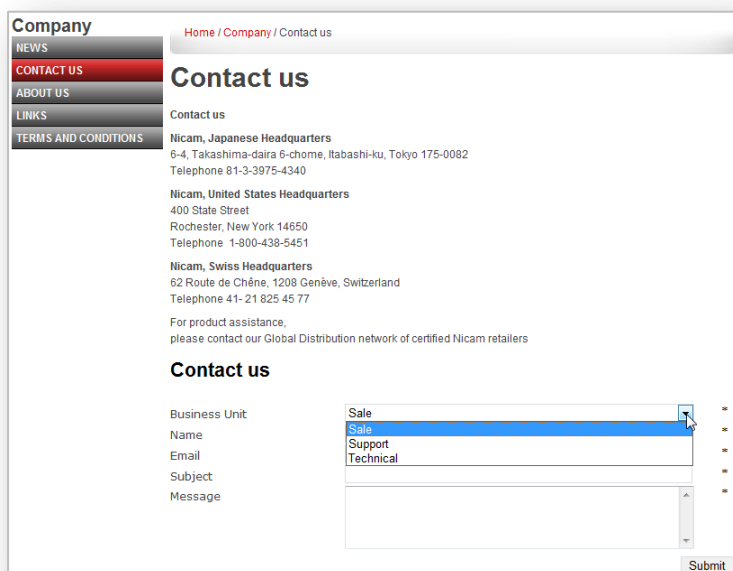 Company
NEWS
CONTACT US
ABOUT US
LINKS
TERMS AND CONDITIONS
Home / Company / Contact us
Contact us
Contact us
Nicam, Japanese Headquarters
6-4, Takashima-daira 6-chome, Itabashi-ku, Tokyo 175-0082
Telephone 81-3-3975-4340
Nicam, United States Headquarters
400 State Street
Rochester, New York 14650
Telephone 1-800-438-5451
Nicam, Swiss Headquarters
62 Route de Chêne, 1208 Genève, Switzerland
Telephone 41- 21 825 45 77
For product assistance,
please contact our Global Distribution network of certified Nicam retailers
Contact us
Business Unit Sale *
Sale
Name *
Support
Email *
Technical
Subject *
Message *
Submit